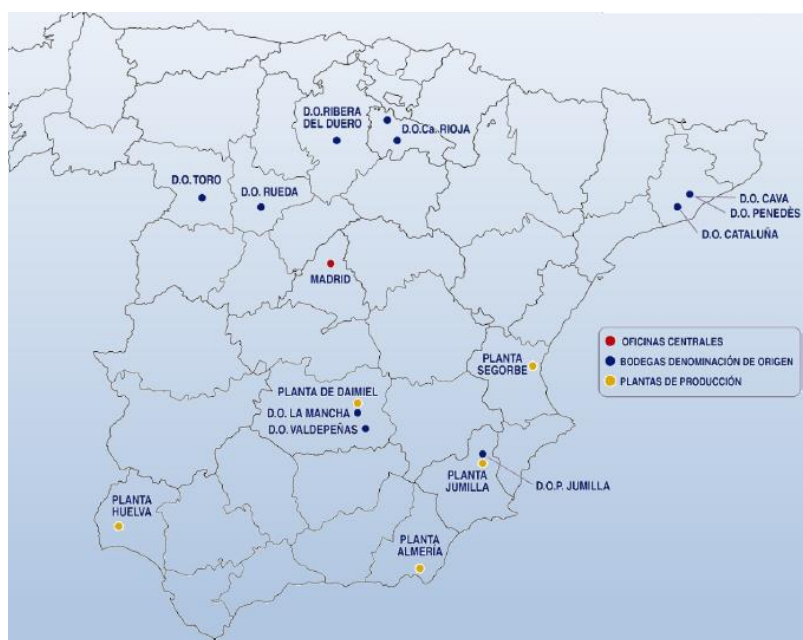 D.O.RIBERA
DEL DUERO
D.O.Ca. RIOJA
D.O. TORO
D.O. RUEDA
D.O. CAVA
D.O. PENEDÈS
D.O. CATALUÑA
MADRID
OFICINAS CENTRALES
BODEGAS DENOMINACIÓN DE ORIGEN
PLANTAS DE PRODUCCIÓN
PLANTA
SEGORBE
PLANTA DE DAIMIEL
D.O. LA MANCHA
D.O. VALDEPEÑAS
PLANTA
JUMILLA
D.O.P. JUMILLA
PLANTA
HUELVA
PLANTA
ALMERÍA